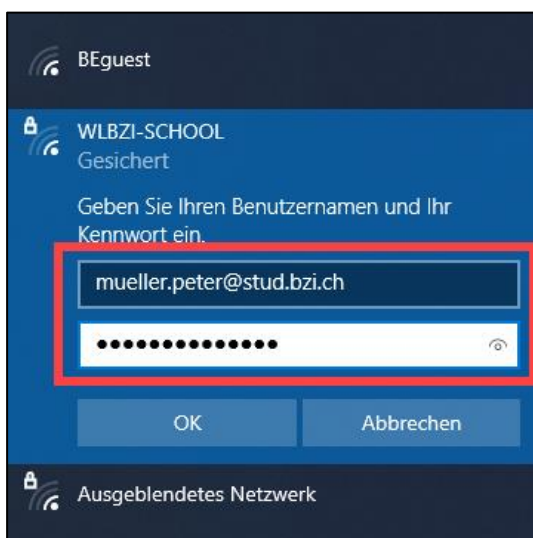 BEguest
WLBZI-SCHOOL
Gesichert
Geben Sie Ihren Benutzernamen und Ihr
Kennwort ein.
mueller.peter@stud.bzi.ch
••••••••••••••
OK Abbrechen
Ausgeblendetes Netzwerk